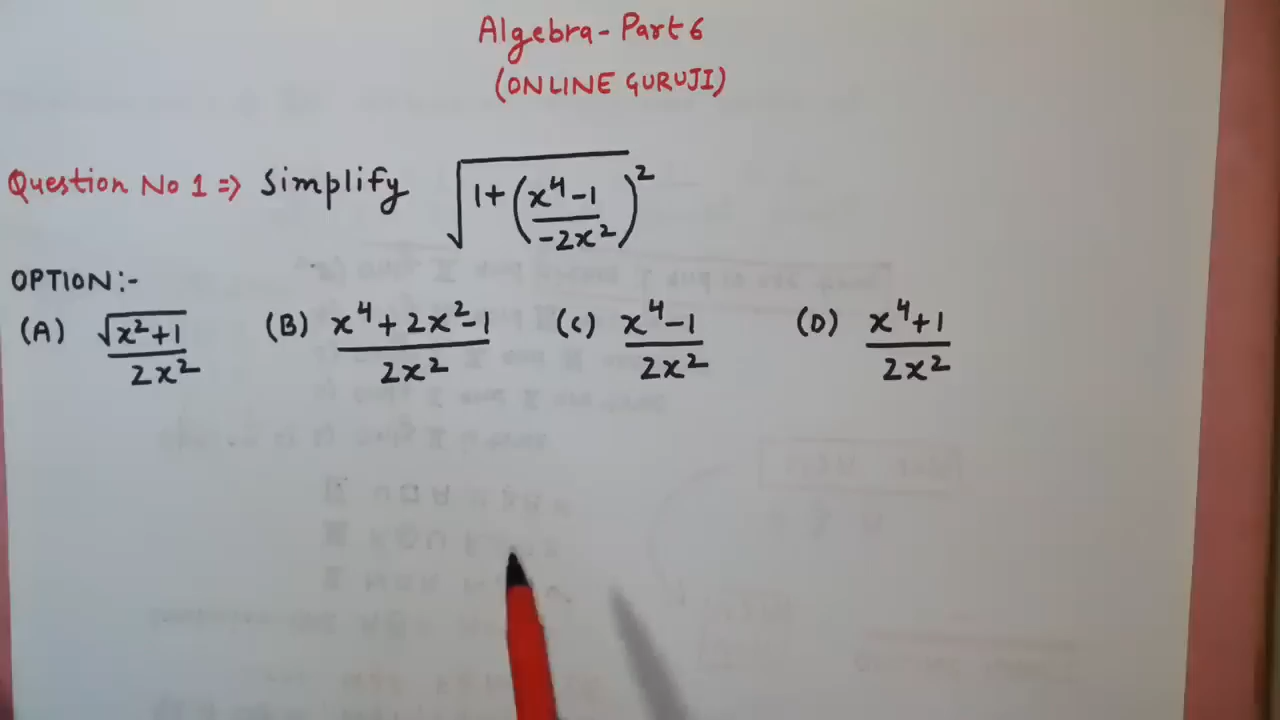 Algebra - Part 6
(ONLINE GURUJI)
Question No 1 => Simplify √(1+((x⁴-1)/(-2x²))²)
OPTION:-
(A) √(x²+1)/(2x²) (B) (x⁴+2x²-1)/(2x²) (C) (x⁴-1)/(2x²) (D) (x⁴+1)/(2x²)